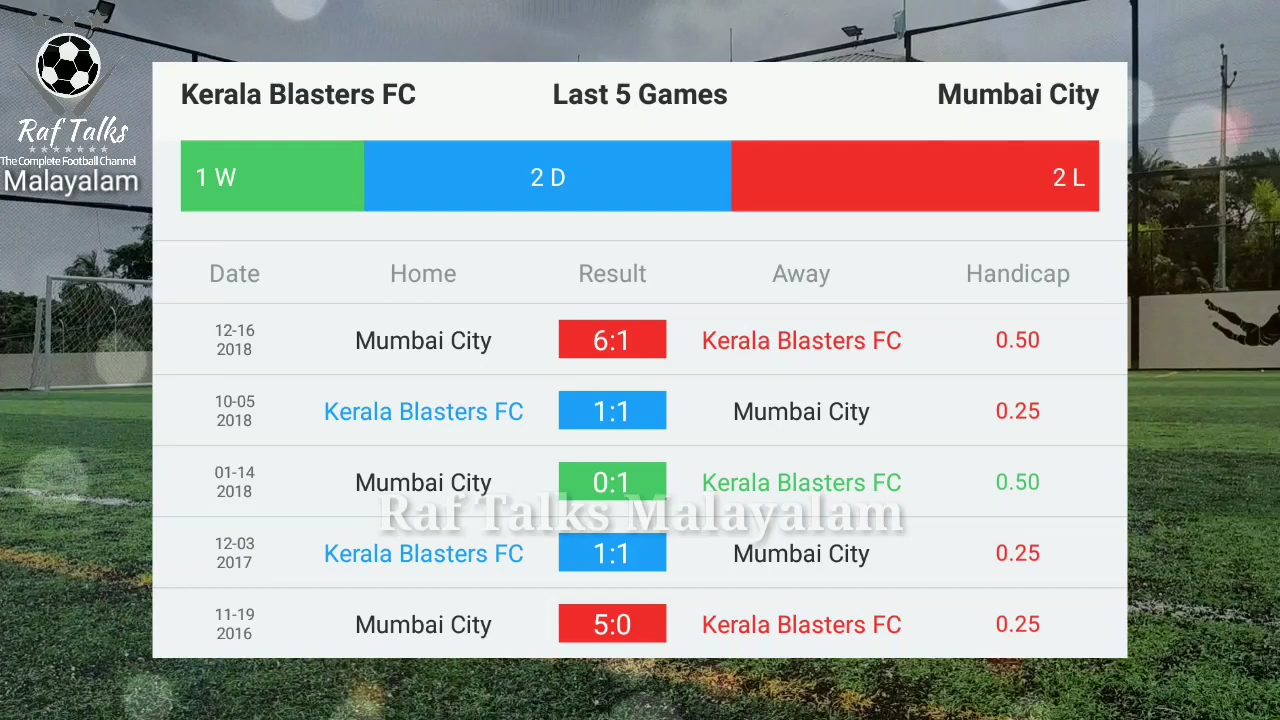 Raf Talks
The Complete Football Channel
Malayalam
Kerala Blasters FC Last 5 Games Mumbai City
1 W 2 D 2 L
Date Home Result Away Handicap
12-16
2018
Mumbai City 6:1 Kerala Blasters FC 0.50
10-05
2018
Kerala Blasters FC 1:1 Mumbai City 0.25
01-14
2018
Mumbai City 0:1 Kerala Blasters FC 0.50
Raf Talks Malayalam
12-03
2017
Kerala Blasters FC 1:1 Mumbai City 0.25
11-19
2016
Mumbai City 5:0 Kerala Blasters FC 0.25